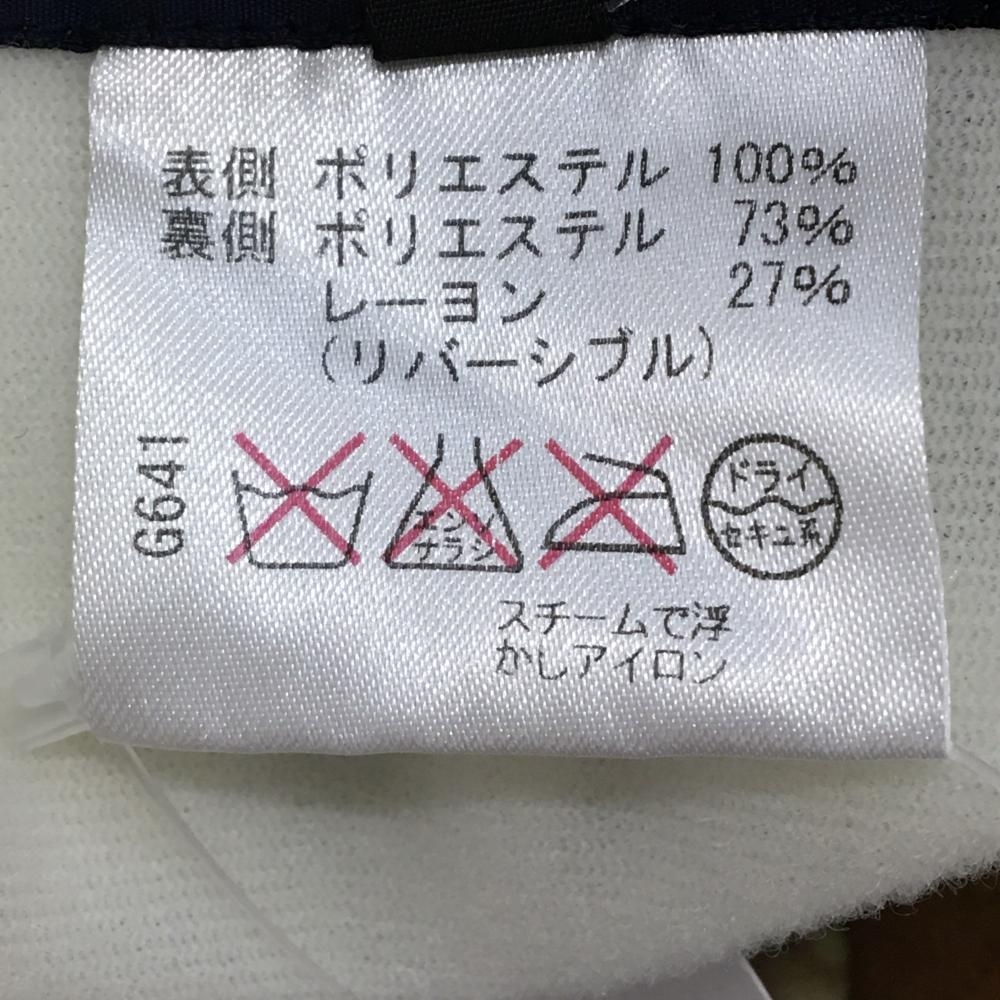 表側 ポリエステル 100%
裏側 ポリエステル 73%
レーヨン 27%
（リバーシブル）
G641
エンソ
サラシ
ドライ
セキユ系
スチームで浮
かしアイロン